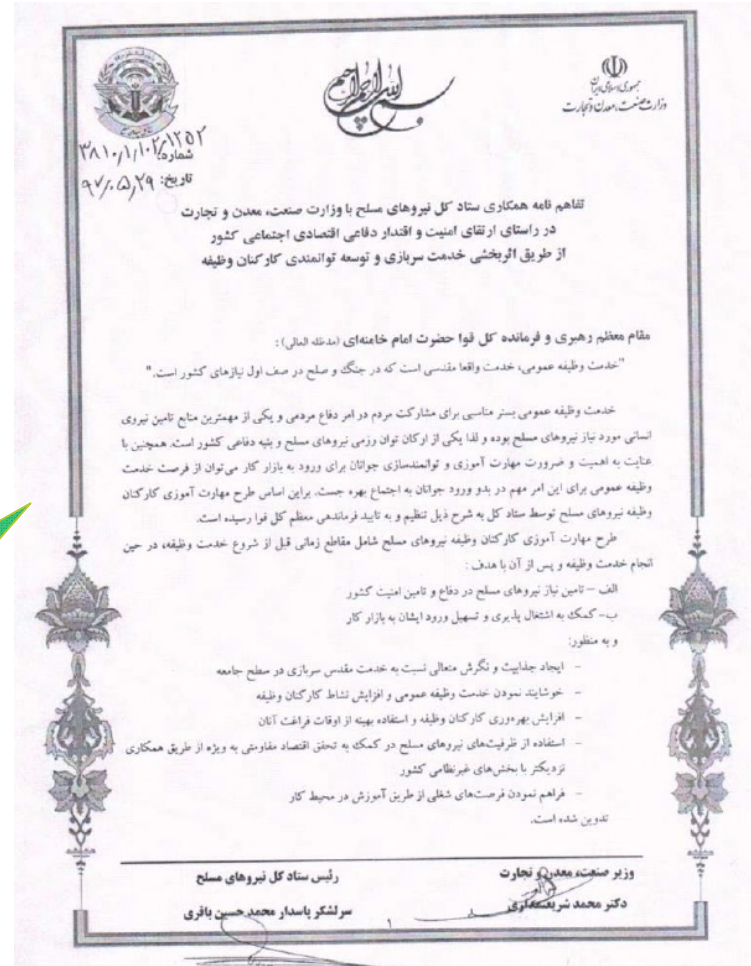 بسم الله الرحمن الرحیم
جمهوری اسلامی ایران
وزارت صنعت، معدن و تجارت
شماره: ۳۸۱۰/۱/۱۰۲/۱۲۵۲
تاریخ: ۹۷/۰۵/۲۹
تفاهم نامه همکاری ستاد کل نیروهای مسلح با وزارت صنعت، معدن و تجارت
در راستای ارتقای امنیت و اقتدار دفاعی اقتصادی اجتماعی کشور
از طریق اثربخشی خدمت سربازی و توسعه توانمندی کارکنان وظیفه
مقام معظم رهبری و فرمانده کل قوا حضرت امام خامنه‌ای (مدظله العالی) :
"خدمت وظیفه عمومی، خدمت واقعا مقدسی است که در جنگ و صلح در صف اول نیازهای کشور است."
خدمت وظیفه عمومی بستر مناسبی برای مشارکت مردم در امر دفاع مردمی و یکی از مهمترین منابع تامین نیروی
انسانی مورد نیاز نیروهای مسلح بوده و لذا یکی از ارکان توان رزمی نیروهای مسلح و بنیه دفاعی کشور است. همچنین با
عنایت به اهمیت و ضرورت مهارت آموزی و توانمندسازی جوانان برای ورود به بازار کار می‌توان از فرصت خدمت
وظیفه عمومی برای این امر مهم در بدو ورود جوانان به اجتماع بهره جست. براین اساس طرح مهارت آموزی کارکنان
وظیفه نیروهای مسلح توسط ستاد کل به شرح ذیل تنظیم و به تایید فرماندهی معظم کل قوا رسیده است.
طرح مهارت آموزی کارکنان وظیفه نیروهای مسلح شامل مقاطع زمانی قبل از شروع خدمت وظیفه، در حین
انجام خدمت وظیفه و پس از آن با هدف :
الف – تامین نیاز نیروهای مسلح در دفاع و تامین امنیت کشور
ب- کمک به اشتغال پذیری و تسهیل ورود ایشان به بازار کار
و به منظور:
- ایجاد جذابیت و نگرش متعالی نسبت به خدمت مقدس سربازی در سطح جامعه
- خوشایند نمودن خدمت وظیفه عمومی و افزایش نشاط کارکنان وظیفه
- افزایش بهره‌وری کارکنان وظیفه و استفاده بهینه از اوقات فراغت آنان
- استفاده از ظرفیت‌های نیروهای مسلح در کمک به تحقق اقتصاد مقاومتی به ویژه از طریق همکاری
نزدیکتر با بخش‌های غیرنظامی کشور
- فراهم نمودن فرصت‌های شغلی از طریق آموزش در محیط کار
تدوین شده است.
وزیر صنعت، معدن و تجارت
دکتر محمد شریعتمداری
رئیس ستاد کل نیروهای مسلح
سرلشکر پاسدار محمد حسین باقری
۱